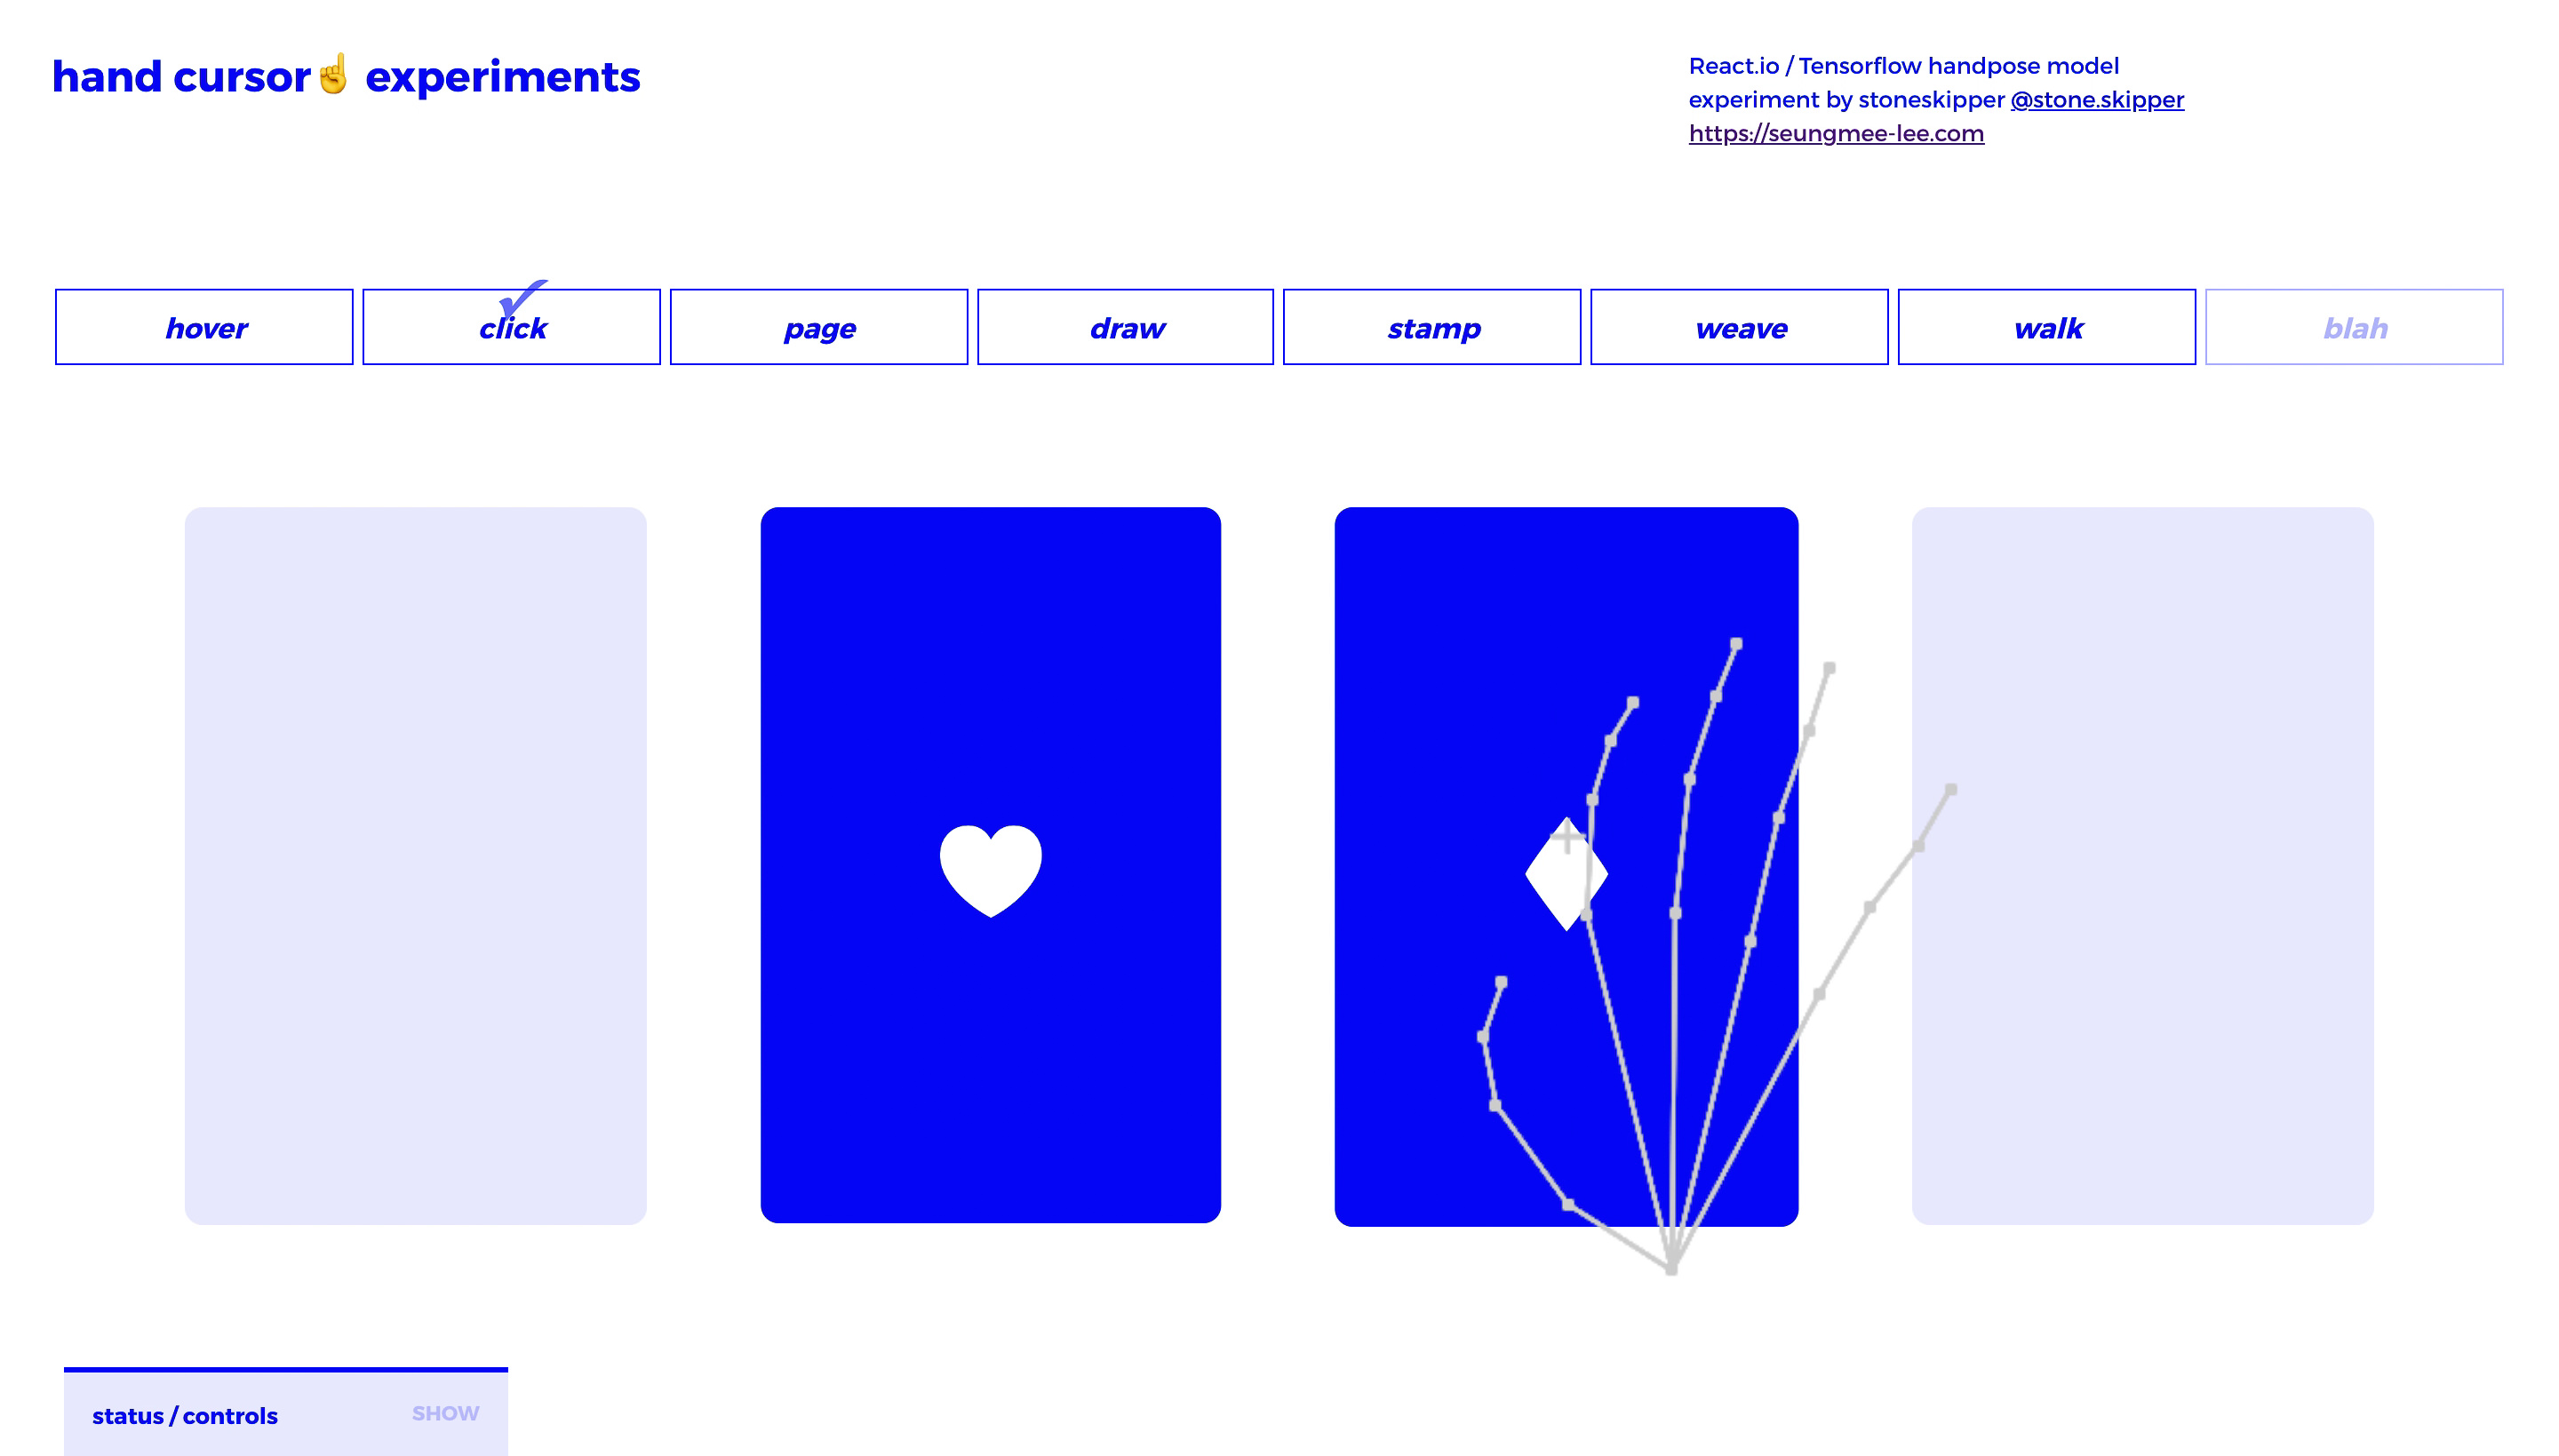 hand cursor☝️ experiments
React.io / Tensorflow handpose model
experiment by stoneskipper @stone.skipper
https://seungmee-lee.com
hover
click
page
draw
stamp
weave
walk
blah
status / controls
SHOW